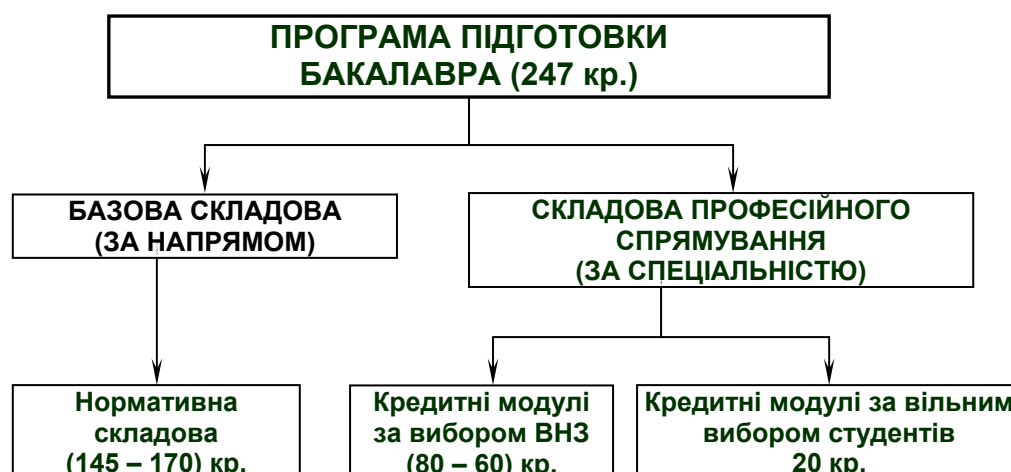 ПРОГРАМА ПІДГОТОВКИ
БАКАЛАВРА (247 кр.)
БАЗОВА СКЛАДОВА
(ЗА НАПРЯМОМ)
СКЛАДОВА ПРОФЕСІЙНОГО
СПРЯМУВАННЯ
(ЗА СПЕЦІАЛЬНІСТЮ)
Нормативна
складова
(145 – 170) кр.
Кредитні модулі
за вибором ВНЗ
(80 – 60) кр.
Кредитні модулі за вільним
вибором студентів
20 кр.